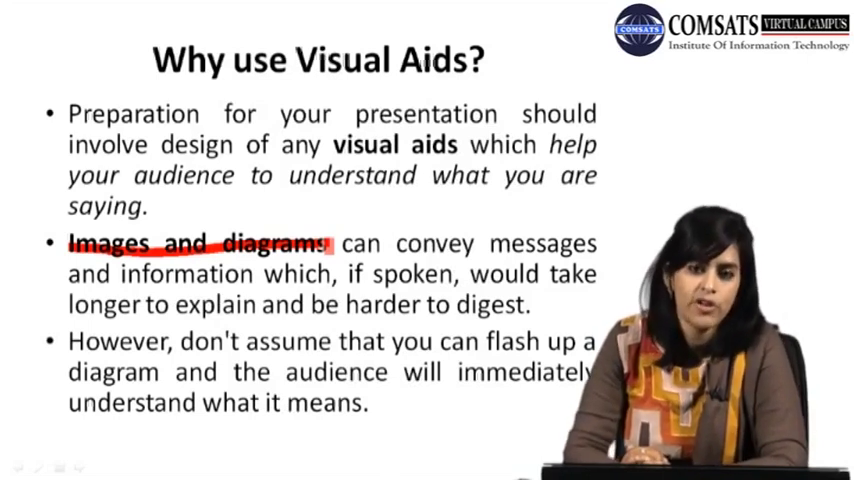 COMSATS VIRTUAL CAMPUS
COMSATS
Institute Of Information Technology
Why use Visual Aids?
• Preparation for your presentation should
involve design of any visual aids which help
your audience to understand what you are
saying.
• Images and diagrams can convey messages
and information which, if spoken, would take
longer to explain and be harder to digest.
• However, don't assume that you can flash up a
diagram and the audience will immediately
understand what it means.